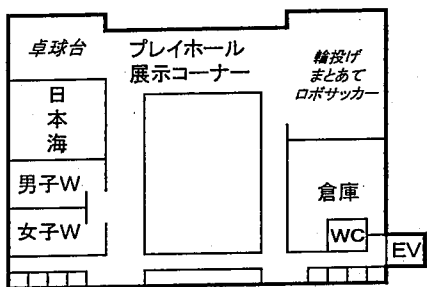 卓球台
プレイホール
展示コーナー
輪投げ
まとあて
ロボサッカー
日本海
男子W
女子W
倉庫
WC
EV